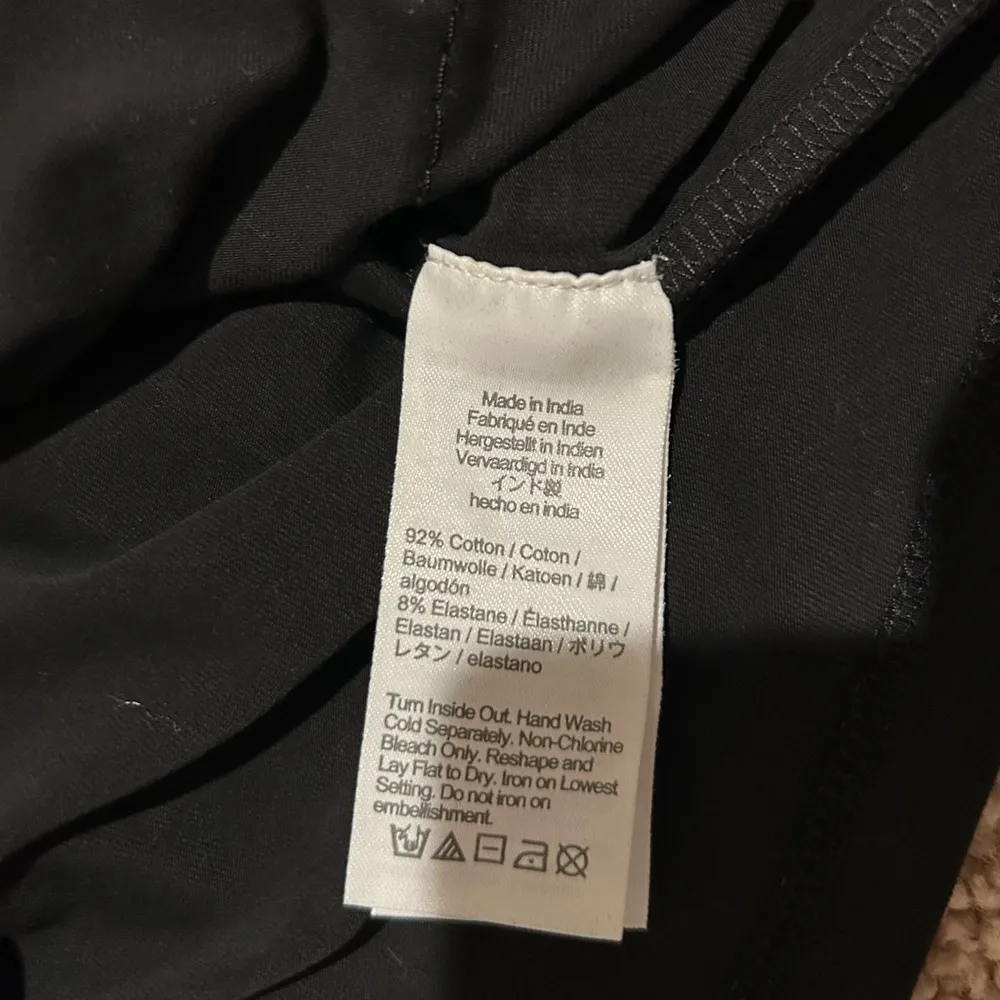 Made in India
Fabriqué en Inde
Hergestellt in Indien
Vervaardigd in India
インド製
hecho en india
92% Cotton / Coton /
Baumwolle / Katoen / 綿 /
algodón
8% Elastane / Élasthanne /
Elastan / Elastaan / ポリウ
レタン / elastano
Turn Inside Out. Hand Wash
Cold Separately. Non-Chlorine
Bleach Only. Reshape and
Lay Flat to Dry. Iron on Lowest
Setting. Do not iron on
embellishment.